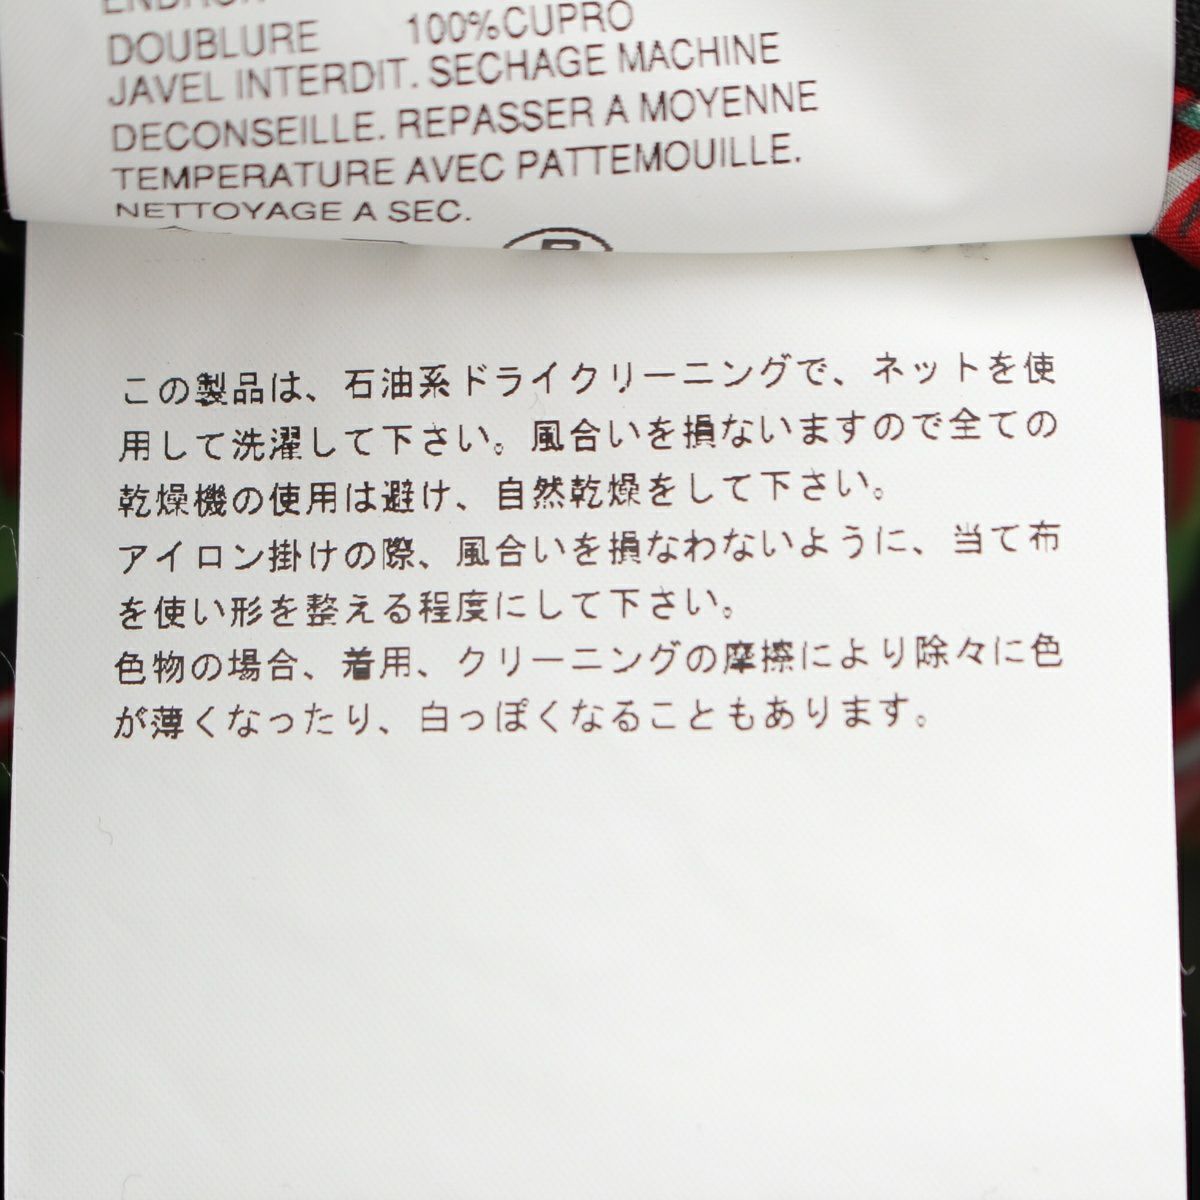 DOUBLURE 100%CUPRO
JAVEL INTERDIT. SECHAGE MACHINE
DECONSEILLE. REPASSER A MOYENNE
TEMPERATURE AVEC PATTEMOUILLE.
NETTOYAGE A SEC.
この製品は、石油系ドライクリーニングで、ネットを使
用して洗濯して下さい。風合いを損ないますので全ての
乾燥機の使用は避け、自然乾燥をして下さい。
アイロン掛けの際、風合いを損なわないように、当て布
を使い形を整える程度にして下さい。
色物の場合、着用、クリーニングの摩擦により除々に色
が薄くなったり、白っぽくなることもあります。